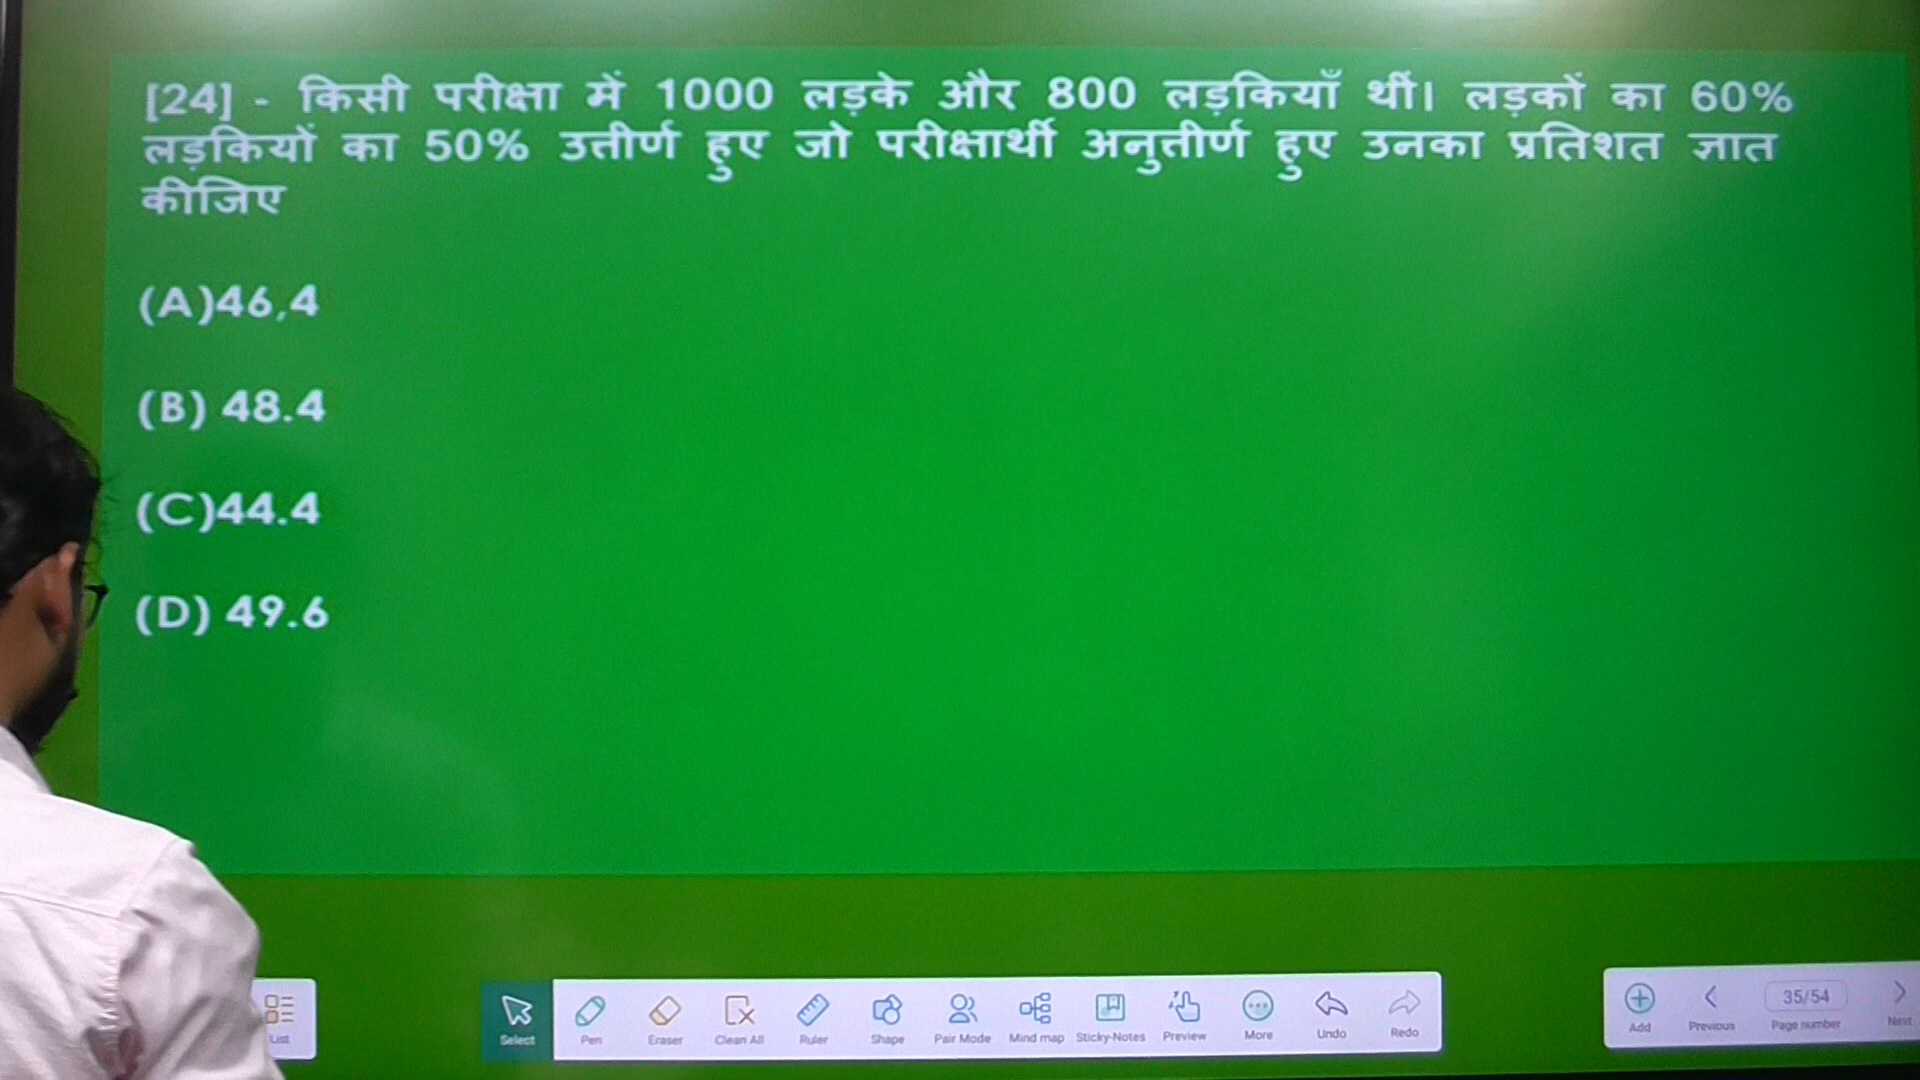 [24] - किसी परीक्षा में 1000 लड़के और 800 लड़कियाँ थीं। लड़कों का 60%
लड़कियों का 50% उत्तीर्ण हुए जो परीक्षार्थी अनुत्तीर्ण हुए उनका प्रतिशत ज्ञात
कीजिए
(A)46,4
(B) 48.4
(C)44.4
(D) 49.6
List
Select Pen Eraser Clean All Ruler Shape Pair Mode Mind map Sticky-Notes Preview More Undo Redo
35/54
Add Previous Page number Next